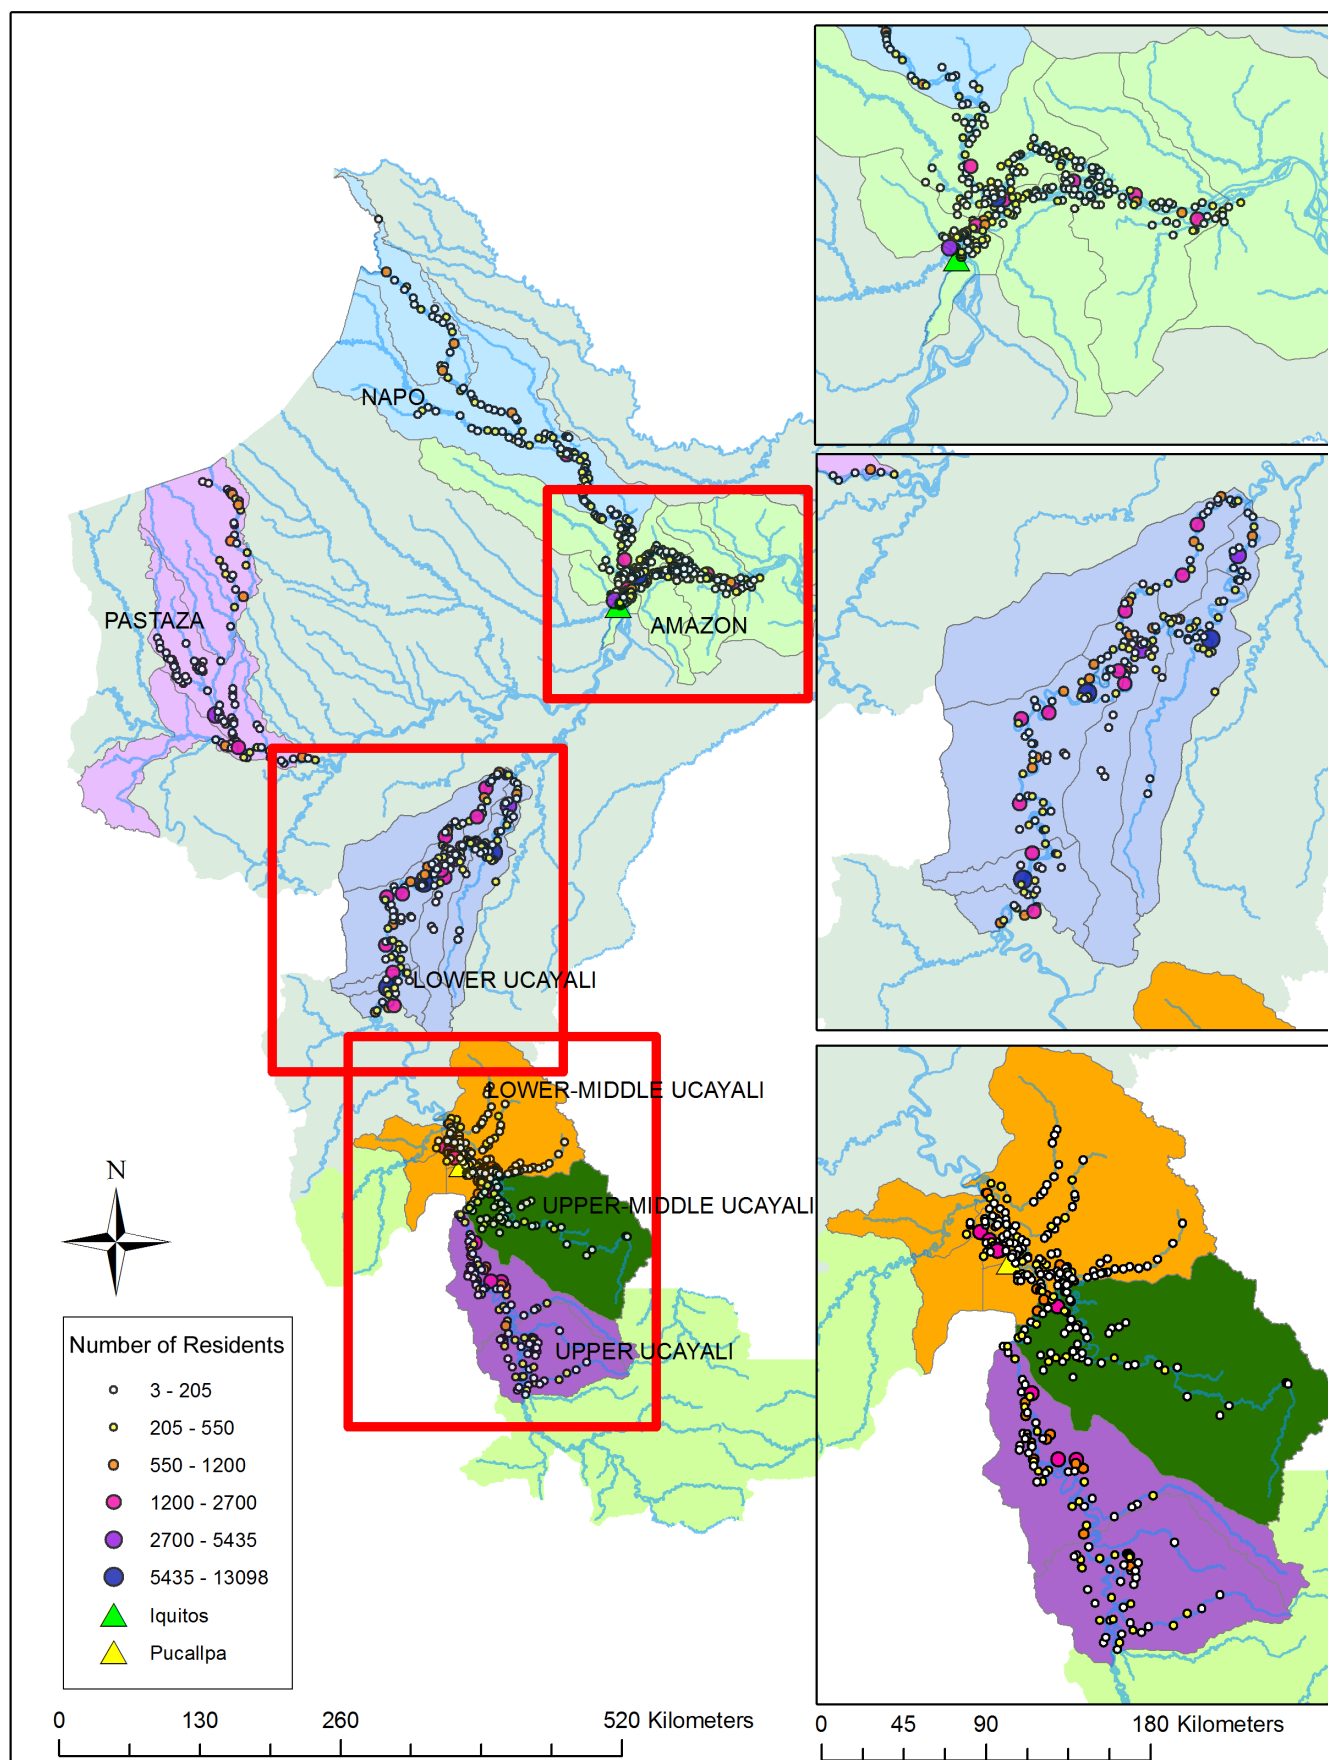 NAPO
PASTAZA
AMAZON
LOWER UCAYALI
LOWER-MIDDLE UCAYALI
UPPER-MIDDLE UCAYALI
UPPER UCAYALI
N
Number of Residents
3 - 205
205 - 550
550 - 1200
1200 - 2700
2700 - 5435
5435 - 13098
Iquitos
Pucallpa
0 130 260 520 Kilometers
0 45 90 180 Kilometers